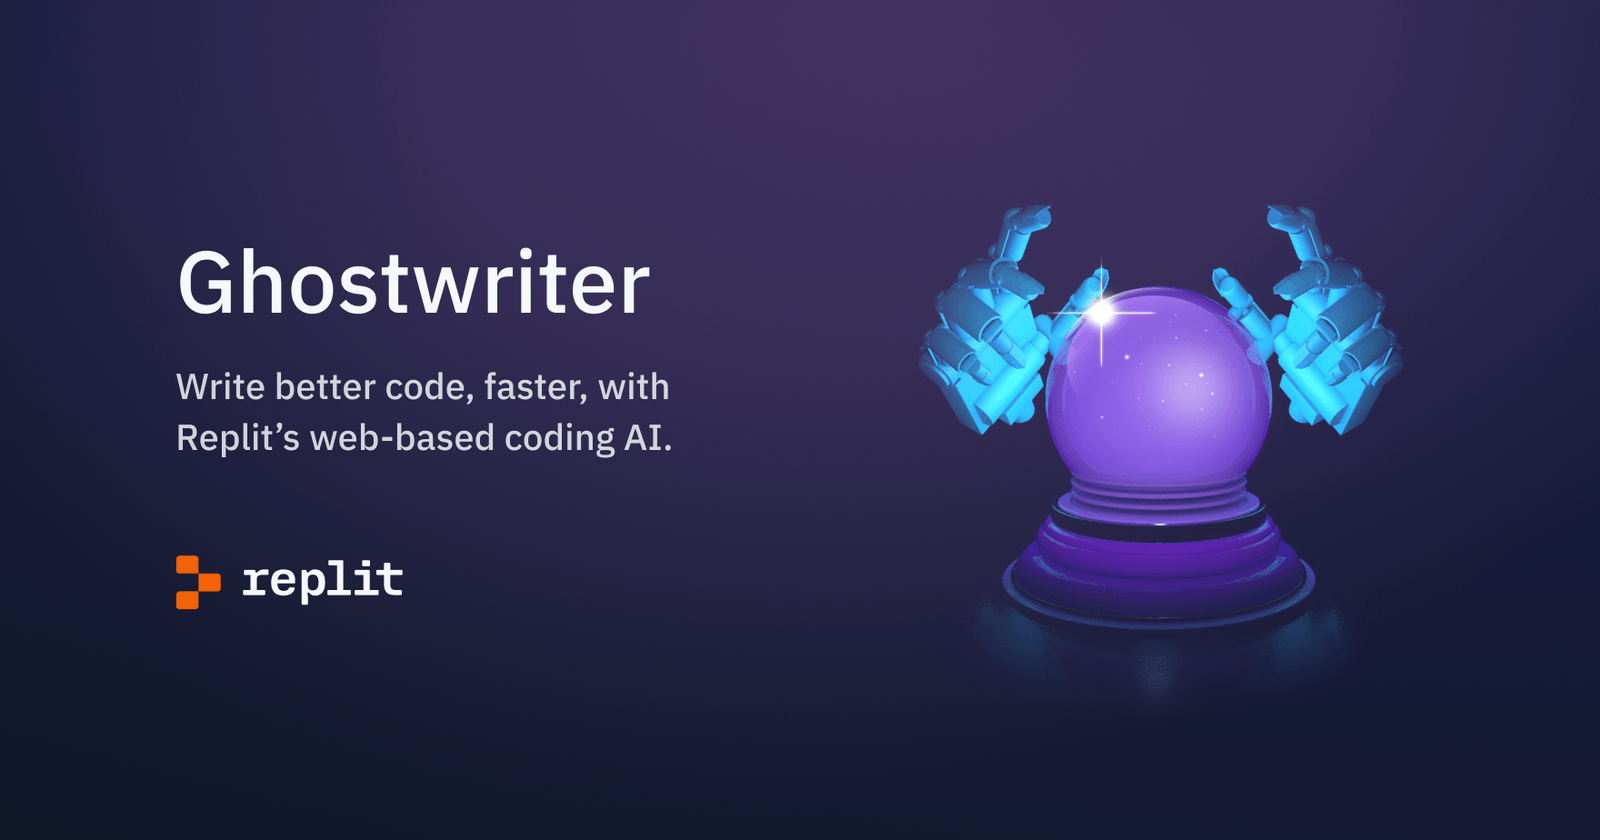 Ghostwriter
Write better code, faster, with
Replit’s web-based coding AI.
replit